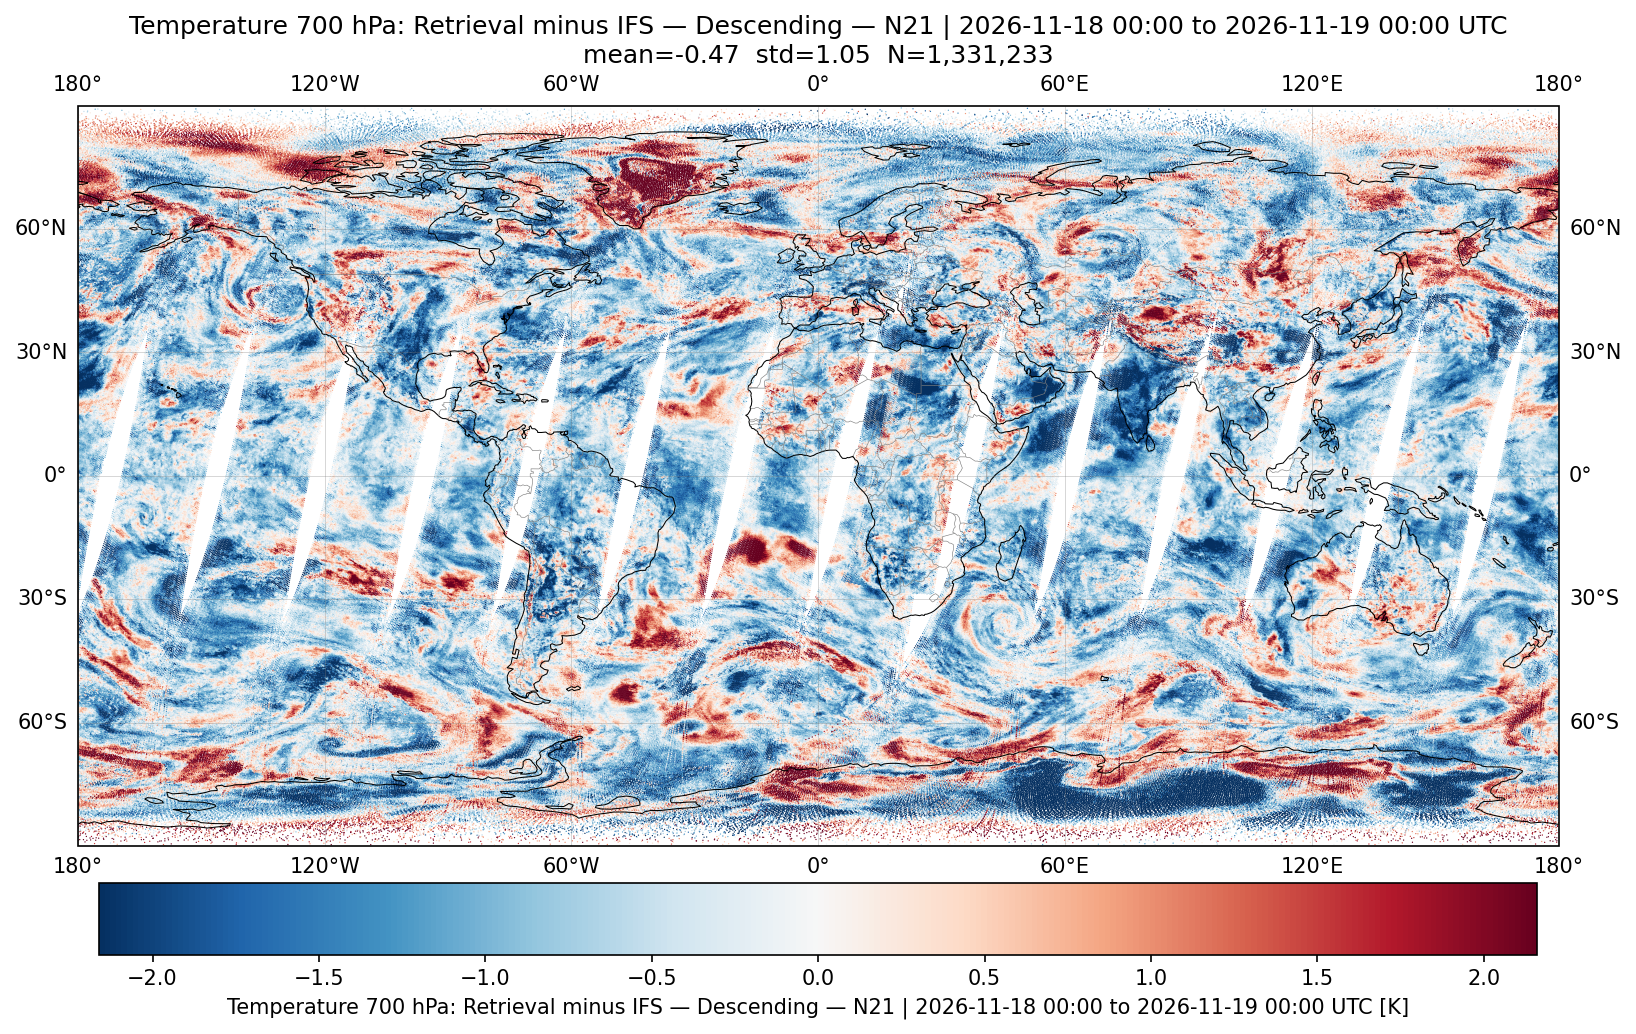 Temperature 700 hPa: Retrieval minus IFS — Descending — N21 | 2026-11-18 00:00 to 2026-11-19 00:00 UTC
mean=-0.47 std=1.05 N=1,331,233
180° 120°W 60°W 0° 60°E 120°E 180°
60°N 60°N
30°N 30°N
0° 0°
30°S 30°S
60°S 60°S
180° 120°W 60°W 0° 60°E 120°E 180°
−2.0 −1.5 −1.0 −0.5 0.0 0.5 1.0 1.5 2.0
Temperature 700 hPa: Retrieval minus IFS — Descending — N21 | 2026-11-18 00:00 to 2026-11-19 00:00 UTC [K]